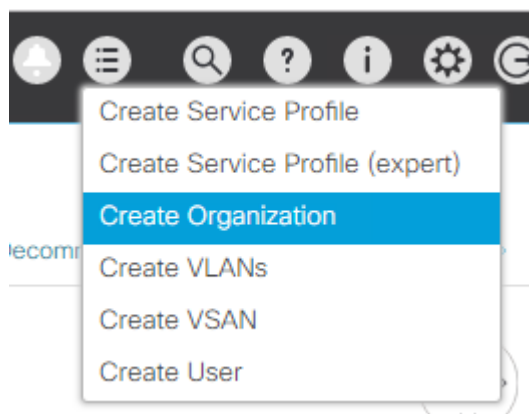 Create Service Profile
Create Service Profile (expert)
Create Organization
Create VLANs
Create VSAN
Create User